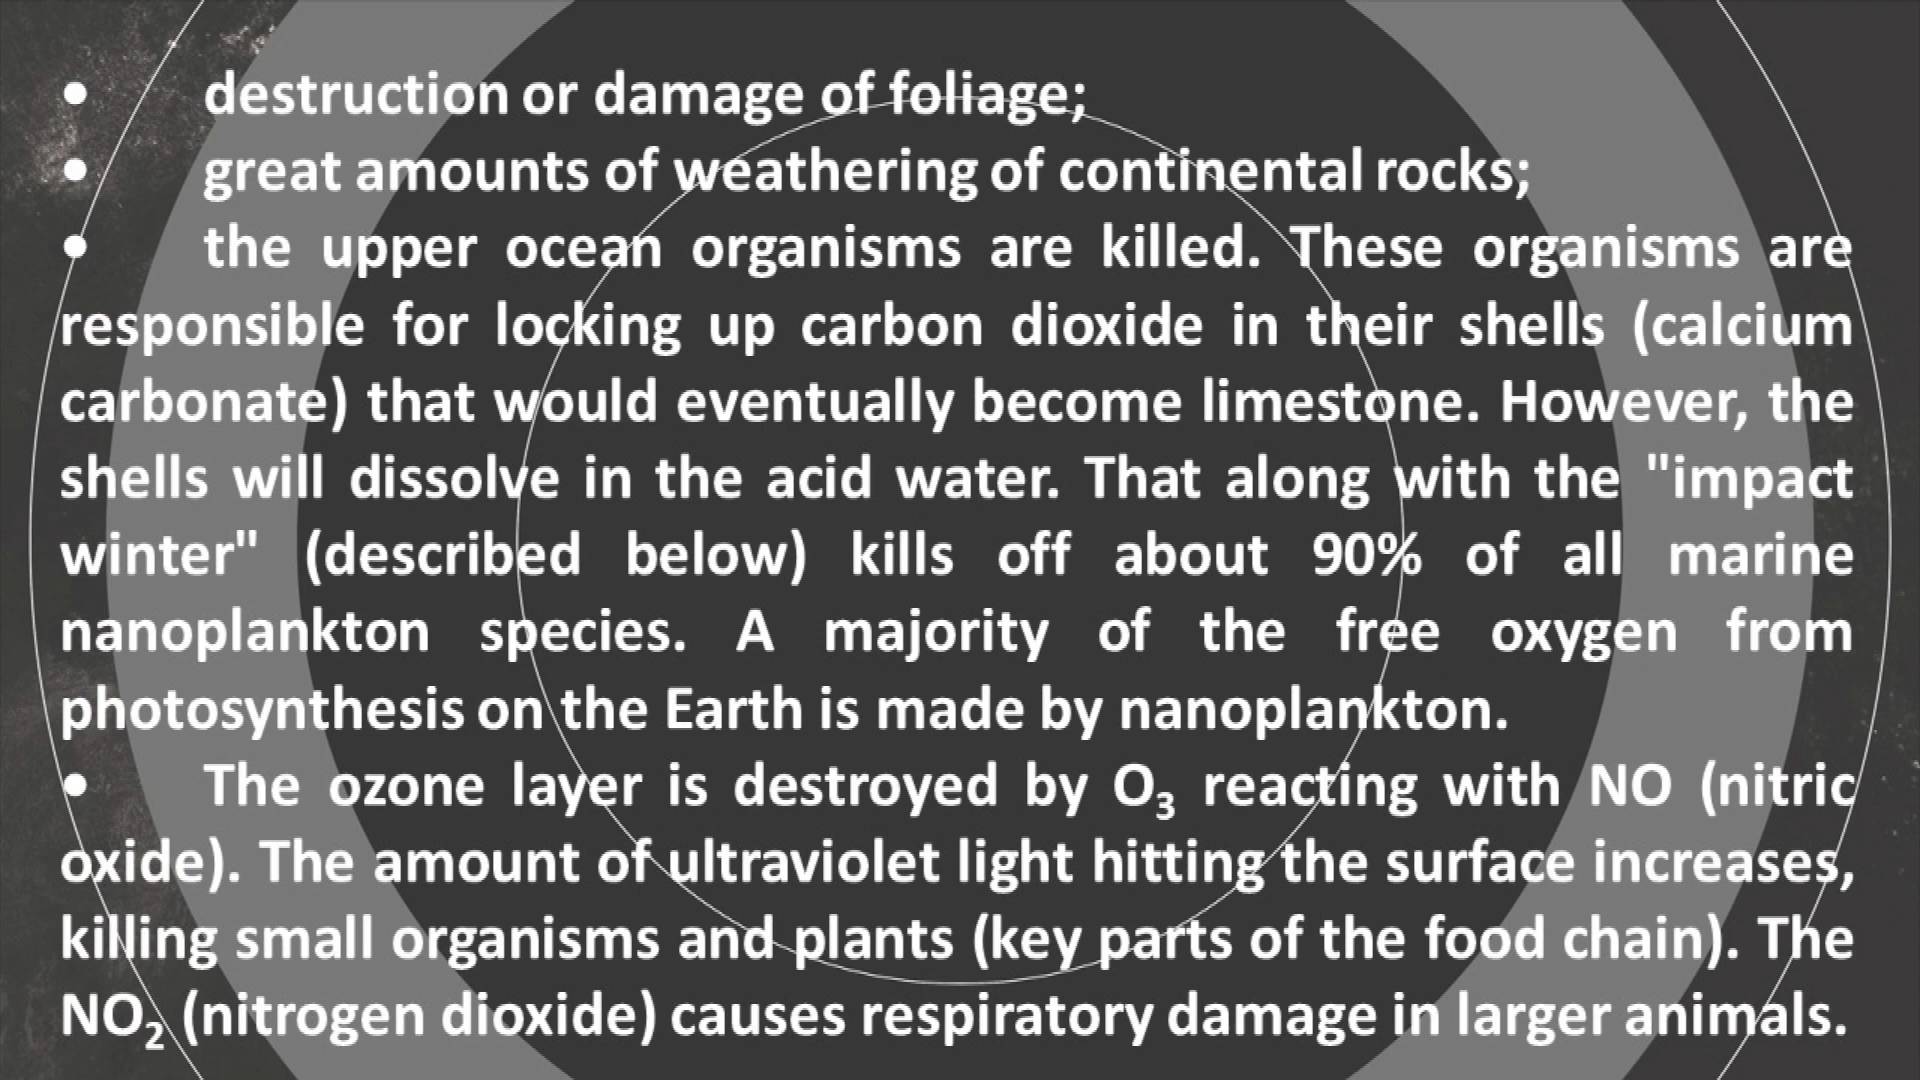 • destruction or damage of foliage;
• great amounts of weathering of continental rocks;
• the upper ocean organisms are killed. These organisms are
responsible for locking up carbon dioxide in their shells (calcium
carbonate) that would eventually become limestone. However, the
shells will dissolve in the acid water. That along with the "impact
winter" (described below) kills off about 90% of all marine
nanoplankton species. A majority of the free oxygen from
photosynthesis on the Earth is made by nanoplankton.
• The ozone layer is destroyed by O₃ reacting with NO (nitric
oxide). The amount of ultraviolet light hitting the surface increases,
killing small organisms and plants (key parts of the food chain). The
NO₂ (nitrogen dioxide) causes respiratory damage in larger animals.